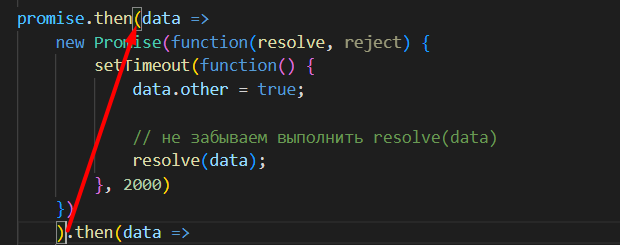 promise.then(data =>
new Promise(function(resolve, reject) {
setTimeout(function() {
data.other = true;
// не забываем выполнить resolve(data)
resolve(data);
}, 2000)
})
).then(data =>